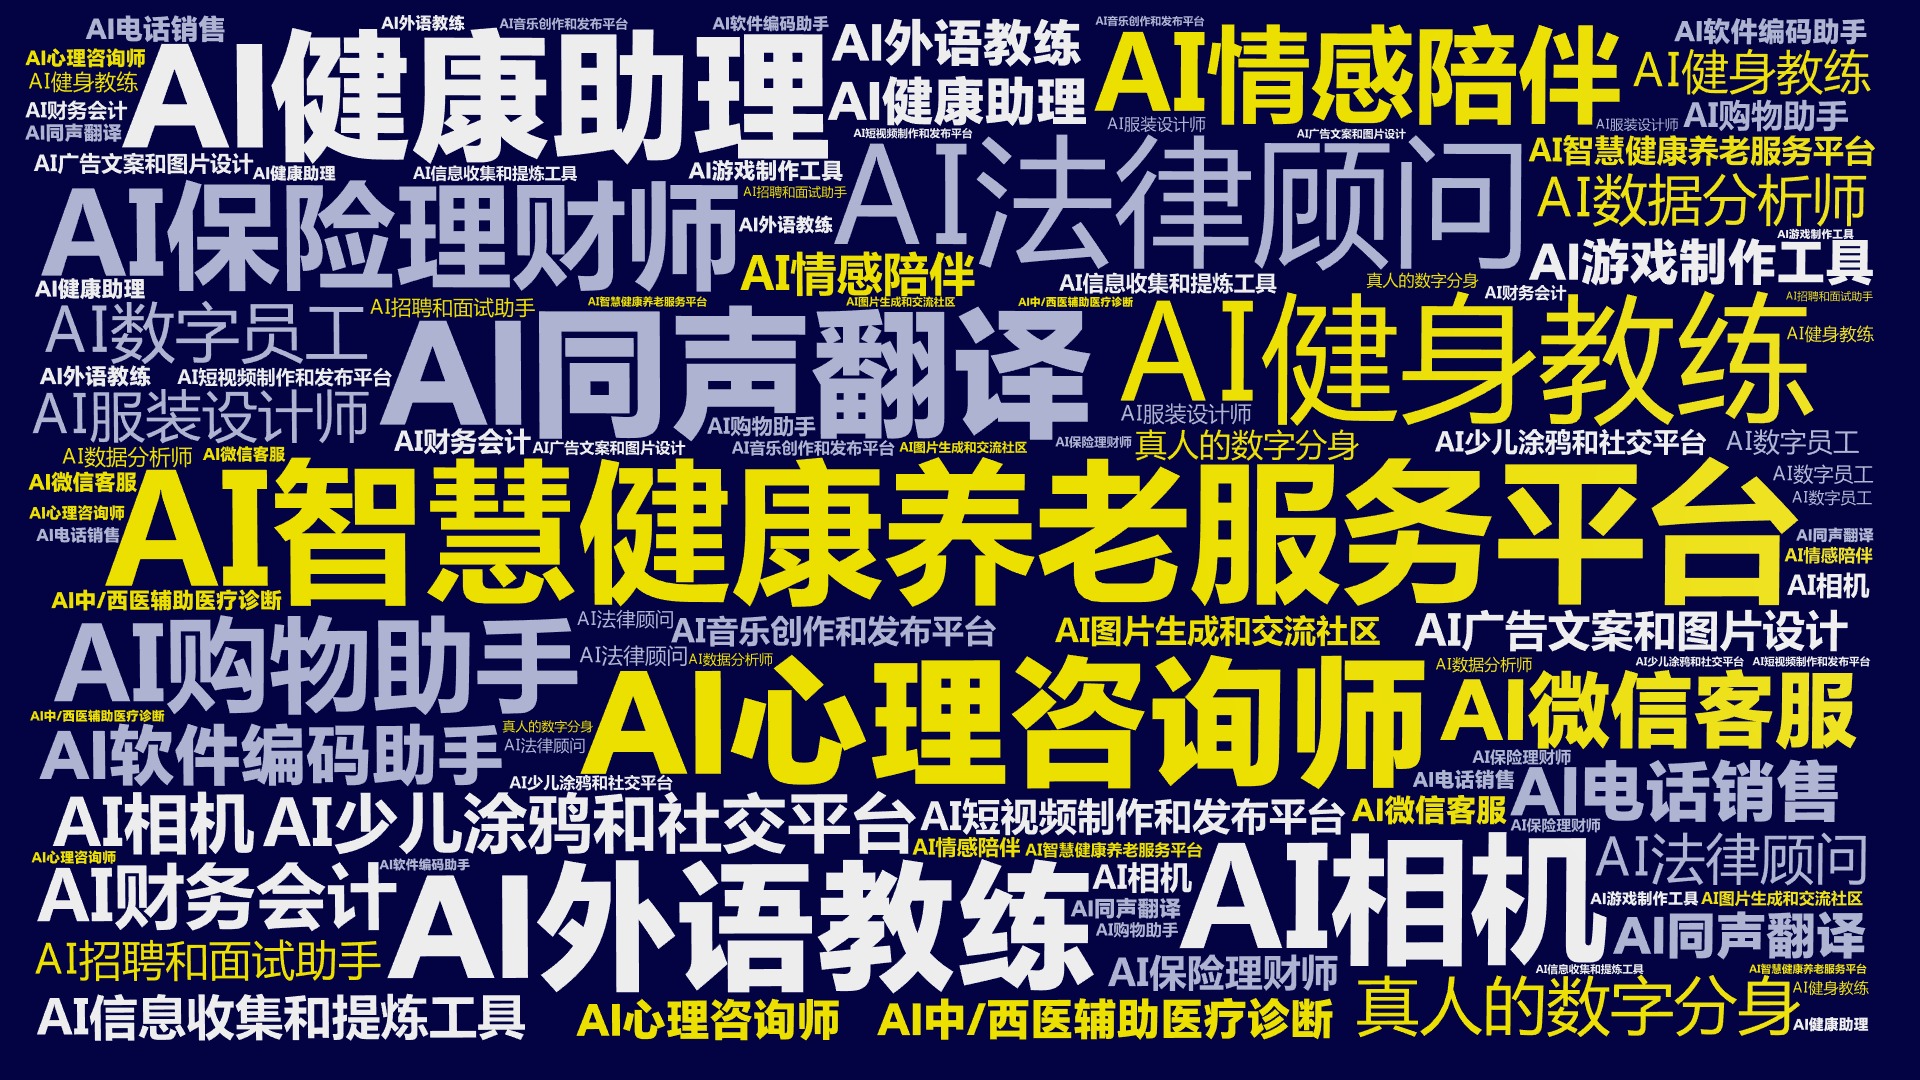 AI电话销售
AI外语教练
AI音乐创作和发布平台
AI软件编码助手
AI外语教练
AI音乐创作和发布平台
AI情感陪伴
AI软件编码助手
AI心理咨询师
AI健康助理
AI健身教练
AI健身教练
AI财务会计
AI健康助理
AI购物助手
AI同声翻译
AI短视频制作和发布平台
AI服装设计师
AI广告文案和图片设计
AI服装设计师
AI广告文案和图片设计
AI健康助理
AI信息收集和提炼工具
AI游戏制作工具
AI法律顾问
AI智慧健康养老服务平台
AI保险理财师
AI招聘和面试助手
AI数据分析师
AI外语教练
AI游戏制作工具
AI情感陪伴
AI游戏制作工具
AI健康助理
AI信息收集和提炼工具
真人的数字分身
AI财务会计
AI招聘和面试助手
AI数字员工
AI招聘和面试助手
AI智慧健康养老服务平台
AI图片生成和交流社区
AI中/西医辅助医疗诊断
AI同声翻译
AI健身教练
AI健身教练
AI外语教练
AI短视频制作和发布平台
AI服装设计师
AI购物助手
AI服装设计师
AI财务会计
AI广告文案和图片设计
AI音乐创作和发布平台
AI图片生成和交流社区
AI保险理财师
真人的数字分身
AI少儿涂鸦和社交平台
AI数字员工
AI数据分析师
AI微信客服
AI微信客服
AI智慧健康养老服务平台
AI数字员工
AI数字员工
AI心理咨询师
AI电话销售
AI同声翻译
AI情感陪伴
AI相机
AI中/西医辅助医疗诊断
AI购物助手
AI法律顾问
AI音乐创作和发布平台
AI图片生成和交流社区
AI广告文案和图片设计
AI法律顾问
AI数据分析师
AI心理咨询师
AI数据分析师
AI少儿涂鸦和社交平台
AI短视频制作和发布平台
AI中/西医辅助医疗诊断
真人的数字分身
AI微信客服
AI软件编码助手
AI法律顾问
AI保险理财师
AI少儿涂鸦和社交平台
AI电话销售
AI电话销售
AI相机
AI少儿涂鸦和社交平台
AI短视频制作和发布平台
AI微信客服
AI保险理财师
AI心理咨询师
AI情感陪伴
AI智慧健康养老服务平台
AI相机
AI法律顾问
AI财务会计
AI软件编码助手
AI外语教练
AI相机
AI游戏制作工具
AI图片生成和交流社区
AI同声翻译
AI购物助手
AI同声翻译
AI招聘和面试助手
AI保险理财师
AI信息收集和提炼工具
AI智慧健康养老服务平台
AI信息收集和提炼工具
AI心理咨询师
AI中/西医辅助医疗诊断
真人的数字分身
AI健身教练
AI健康助理